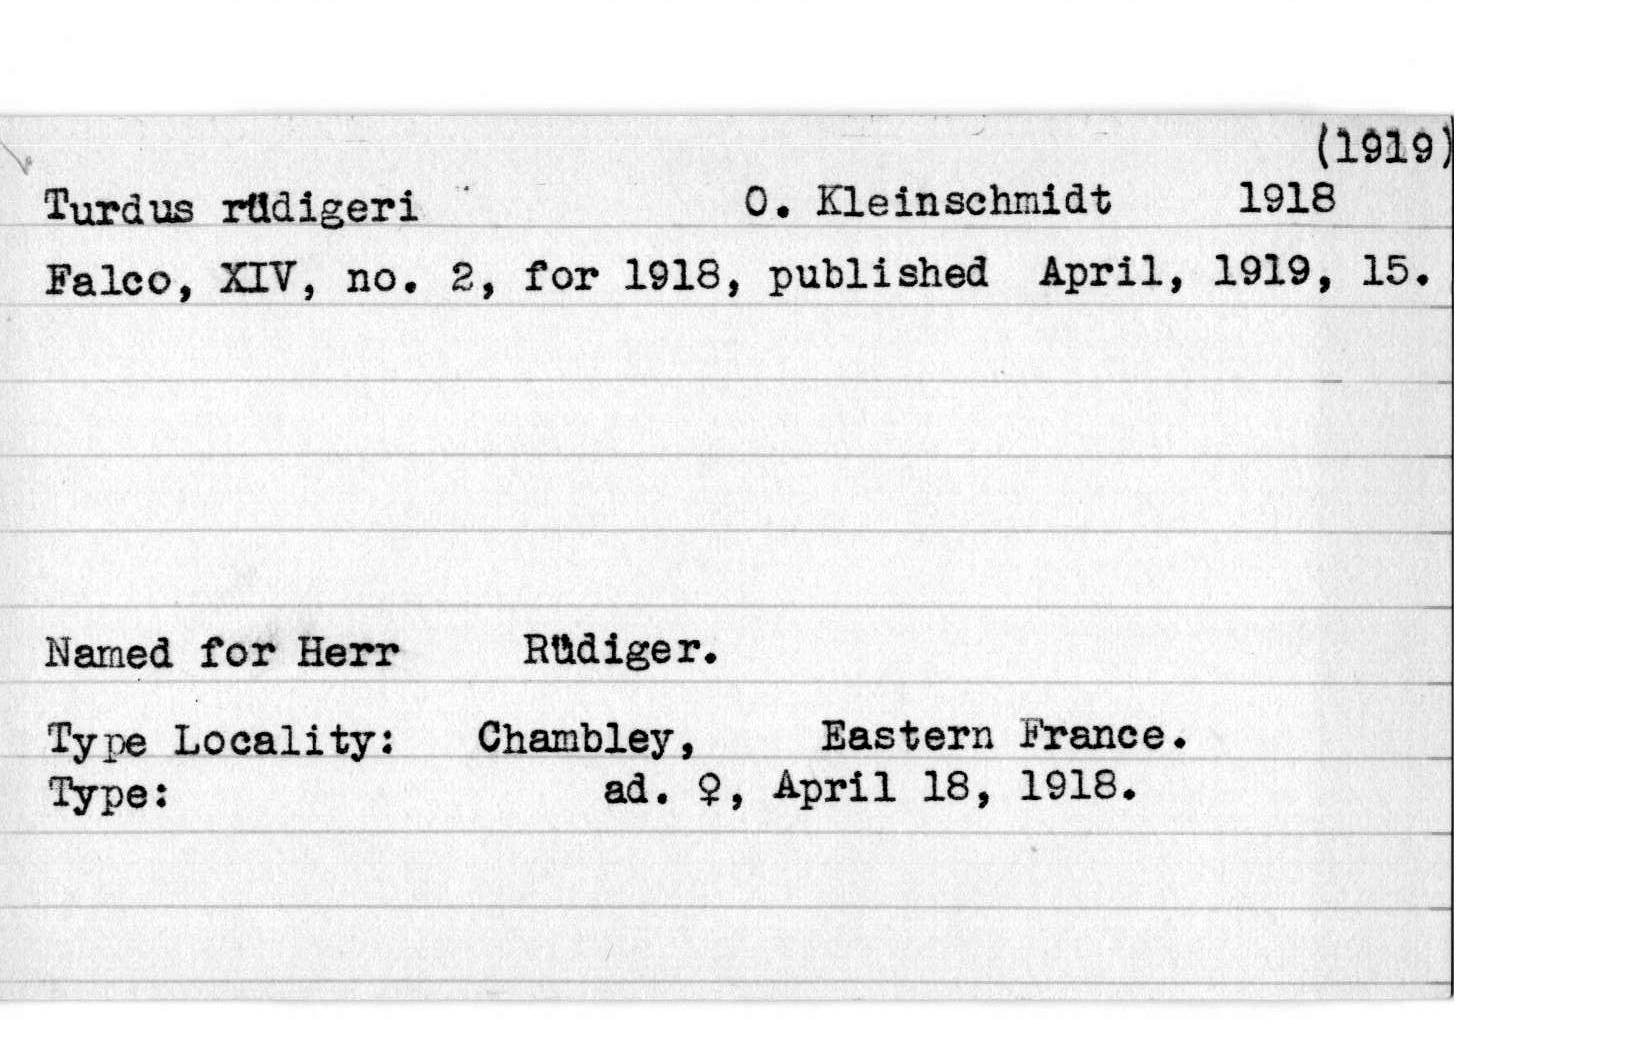 (1919)
Turdus rüdigeri O. Kleinschmidt 1918
Falco, XIV, no. 2, for 1918, published April, 1919, 15.
Named for Herr Rüdiger.
Type Locality: Chambley, Eastern France.
Type: ad. ♀, April 18, 1918.